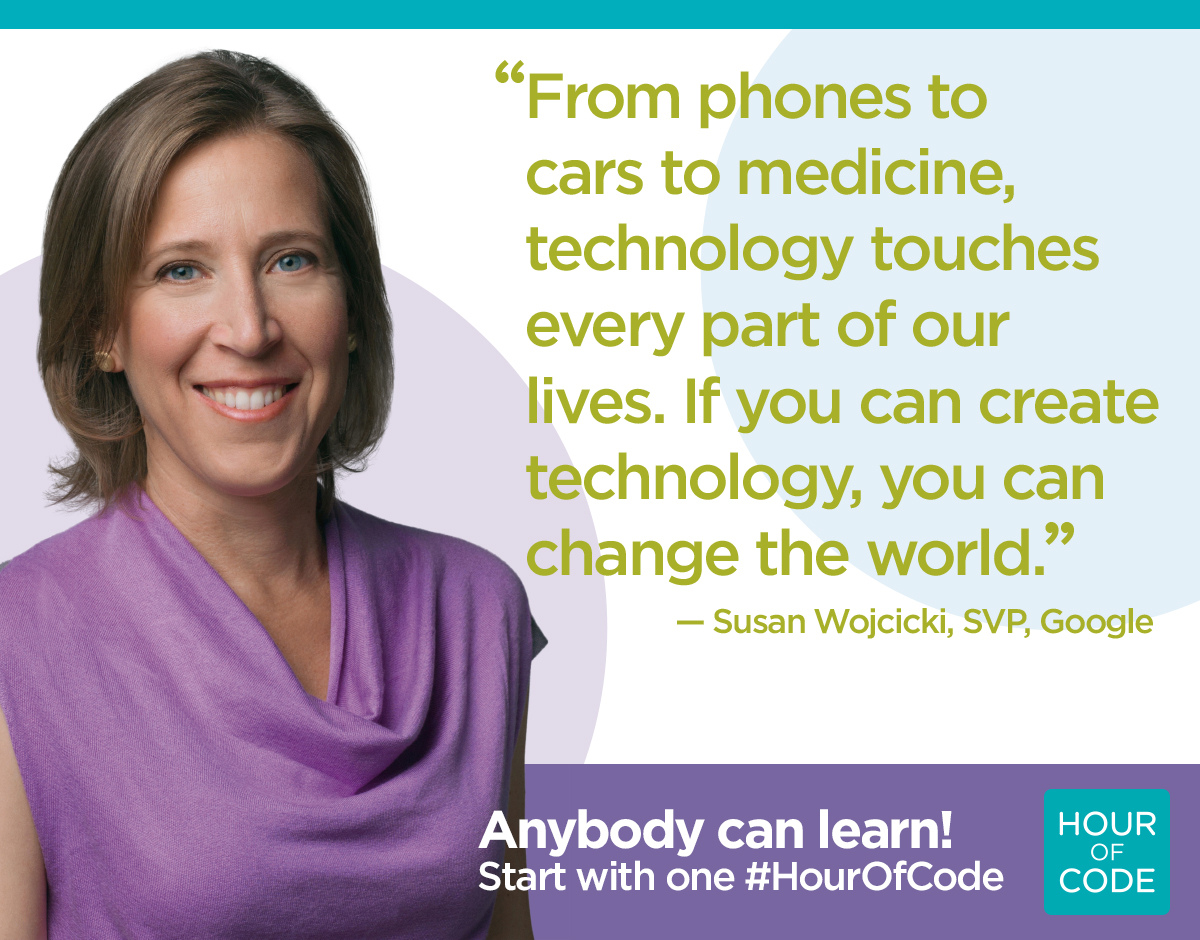 “From phones to
cars to medicine,
technology touches
every part of our
lives. If you can create
technology, you can
change the world.”
— Susan Wojcicki, SVP, Google
Anybody can learn!
Start with one #HourOfCode
HOUR
OF
CODE